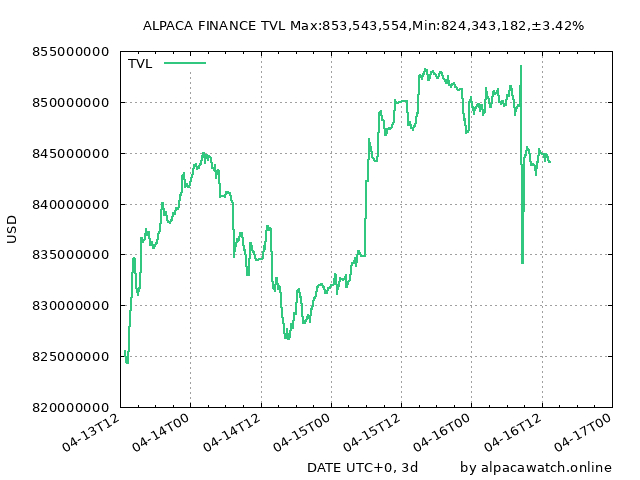 ALPACA FINANCE TVL Max:853,543,554,Min:824,343,182,±3.42%
855000000
TVL
850000000
845000000
840000000
USD
835000000
830000000
825000000
820000000
04-13T12
04-14T00
04-14T12
04-15T00
04-15T12
04-16T00
04-16T12
04-17T00
DATE UTC+0, 3d
by alpacawatch.online